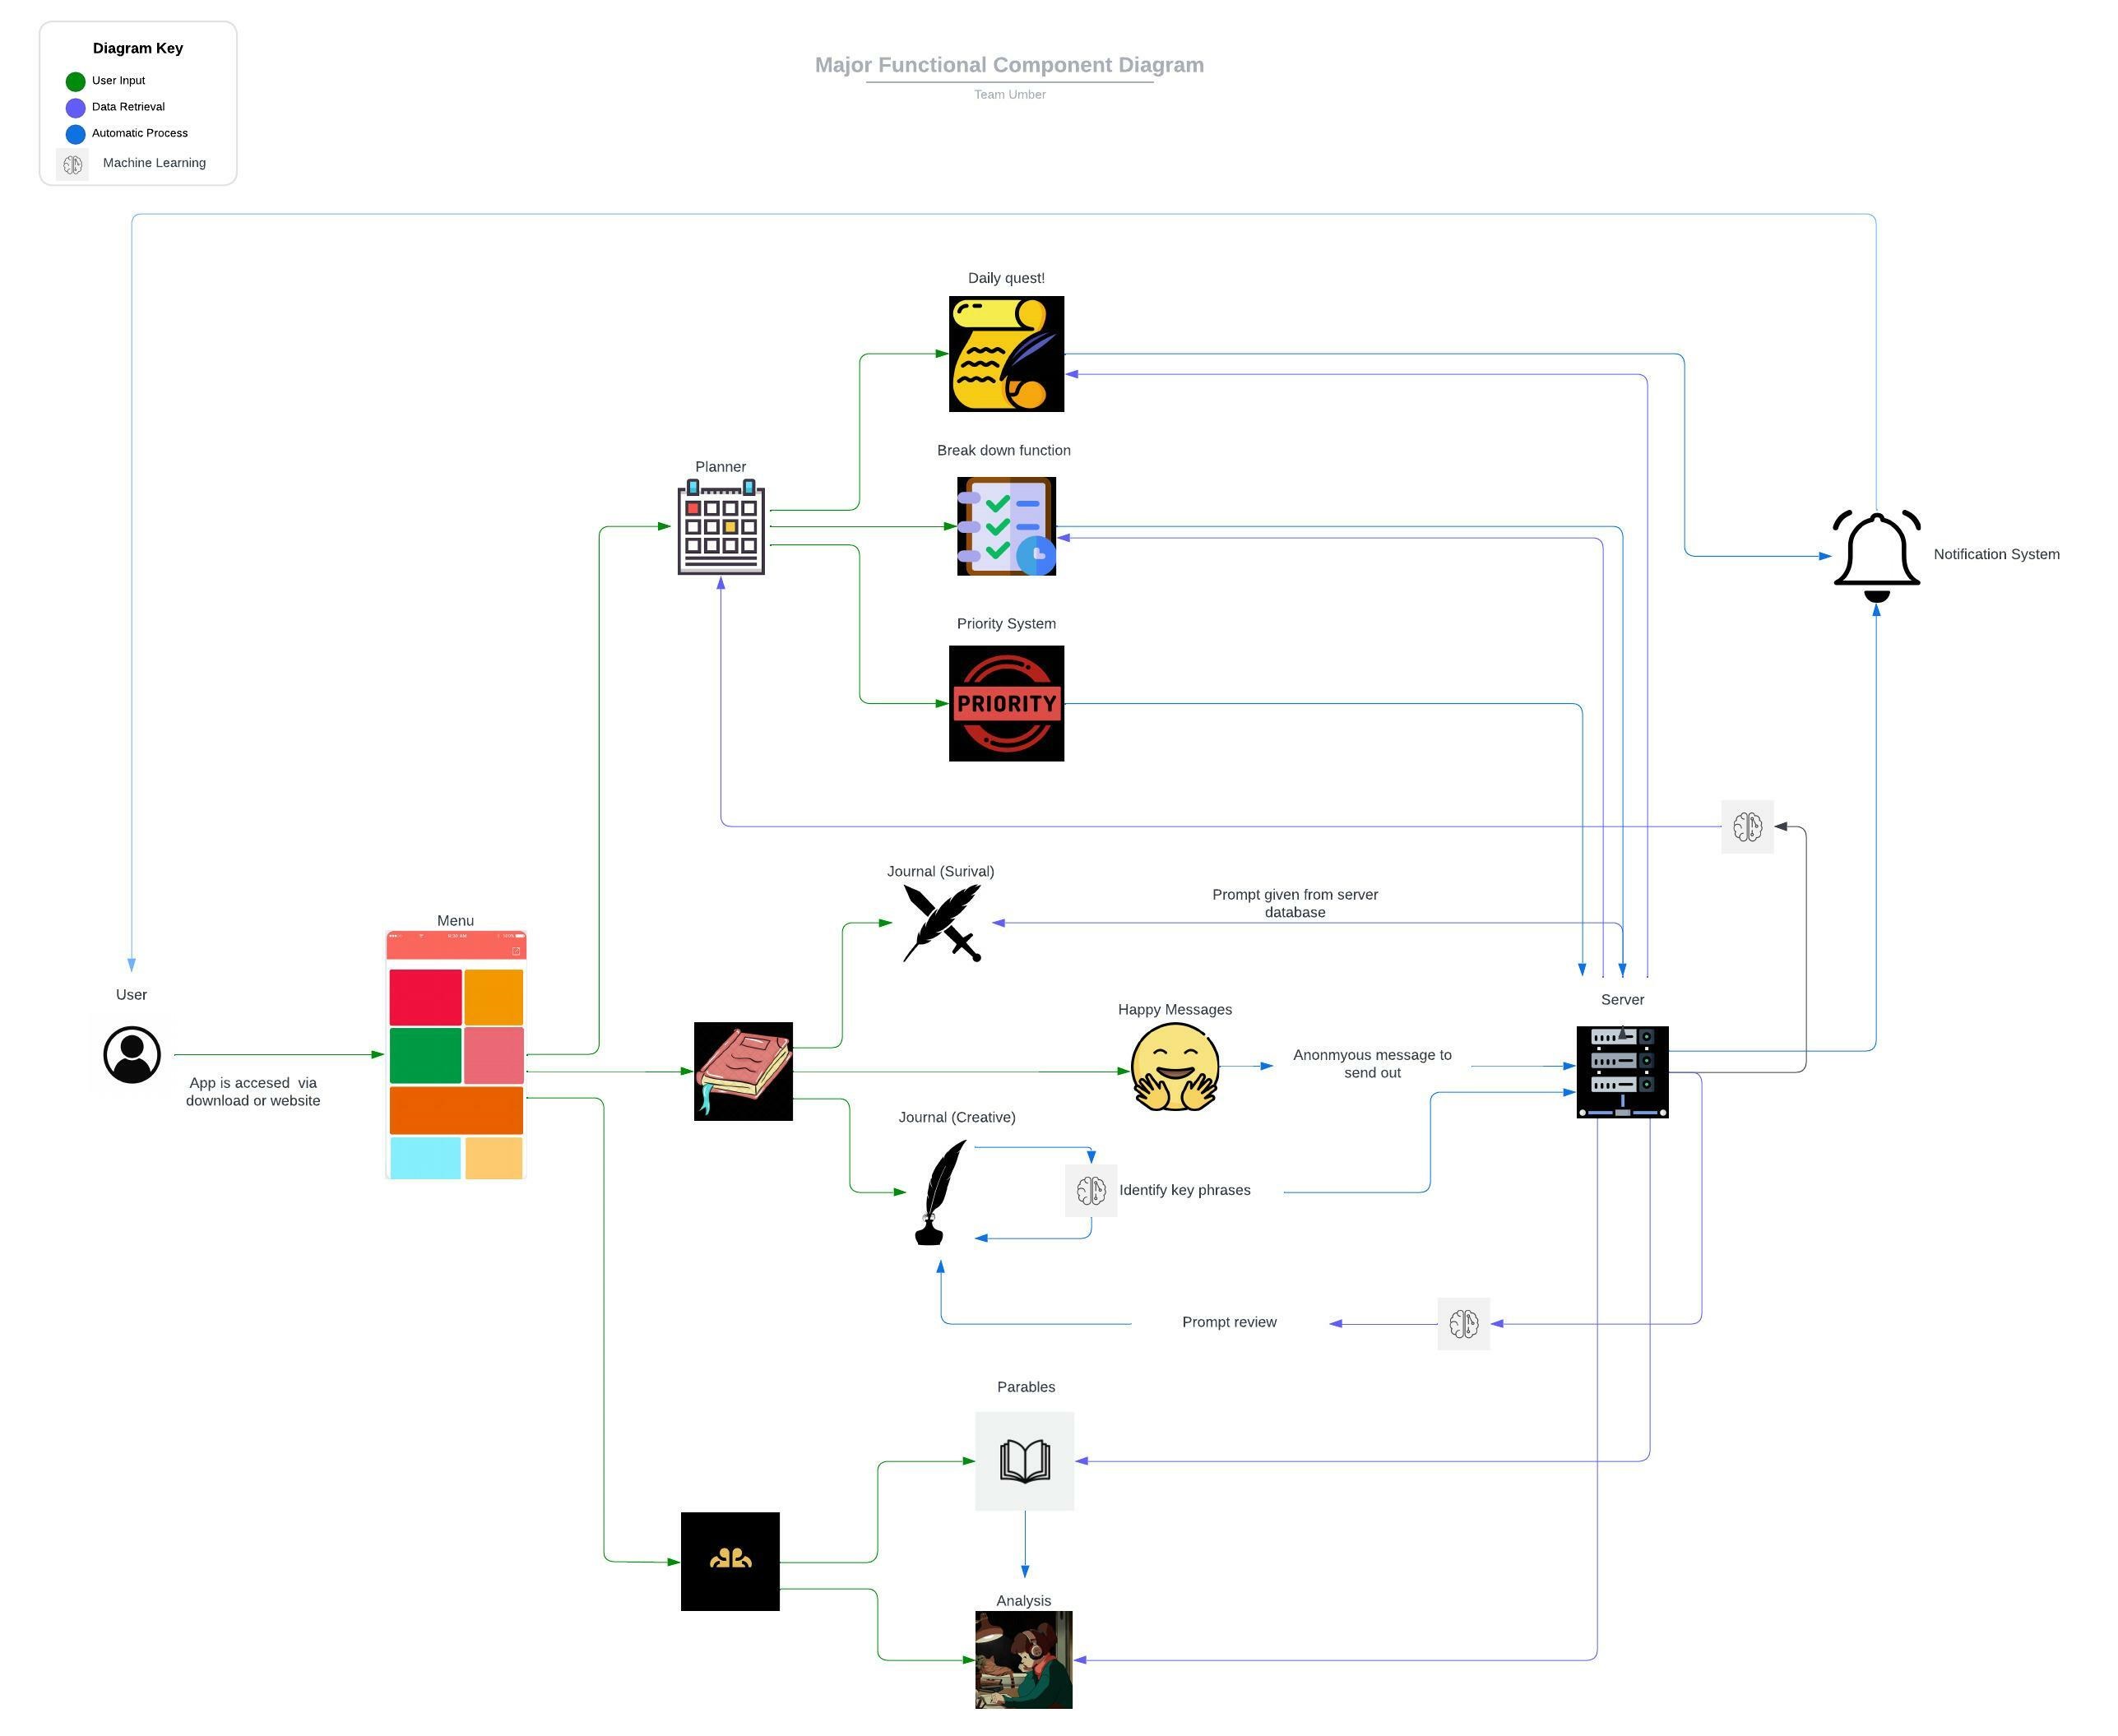 Diagram Key
User Input
Data Retrieval
Automatic Process
Machine Learning
Major Functional Component Diagram
Team Umber
Daily quest!
Break down function
Planner
Notification System
Priority System
PRIORITY
Journal (Surival)
Prompt given from server
database
Menu
User
App is accesed  via
download or website
Server
Happy Messages
Anonmyous message to
send out
Journal (Creative)
Identify key phrases
Prompt review
Parables
Analysis